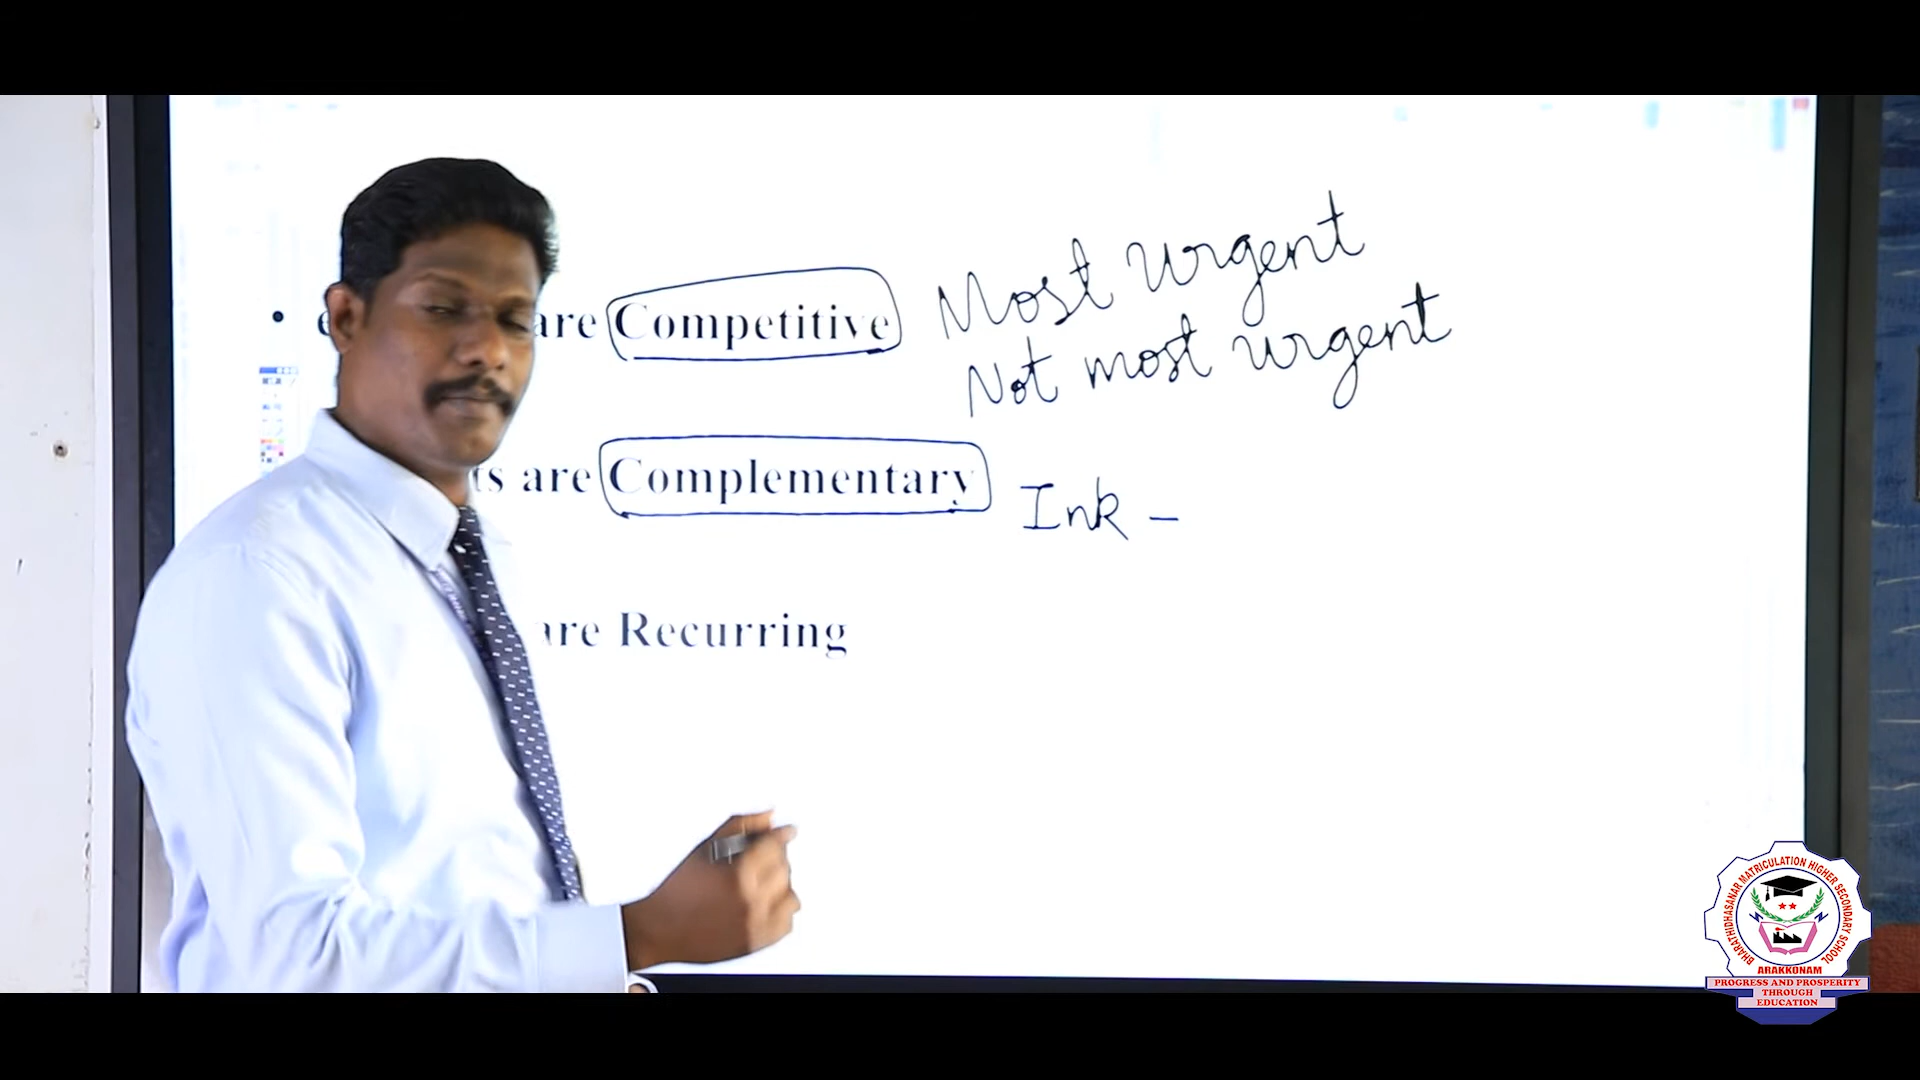 are Competitive
Most Urgent
Not most urgent
ts are Complementary
Ink -
are Recurring
BHARATHIDHASANAR MATRICULATION HIGHER SECONDARY SCHOOL
ARAKKONAM
PROGRESS AND PROSPERITY
THROUGH
EDUCATION